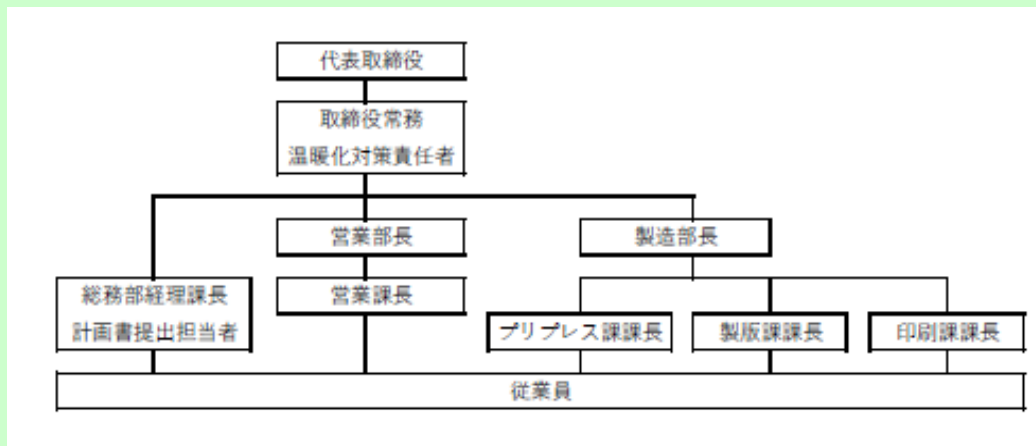 代表取締役
取締役常務
温暖化対策責任者
営業部長
製造部長
総務部経理課長
計画書提出担当者
営業課長
プリプレス課課長
製版課課長
印刷課課長
従業員